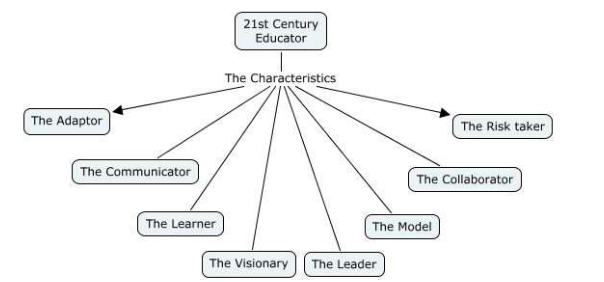 21st Century
Educator
The Characteristics
The Adaptor
The Risk taker
The Communicator
The Collaborator
The Learner
The Model
The Visionary
The Leader